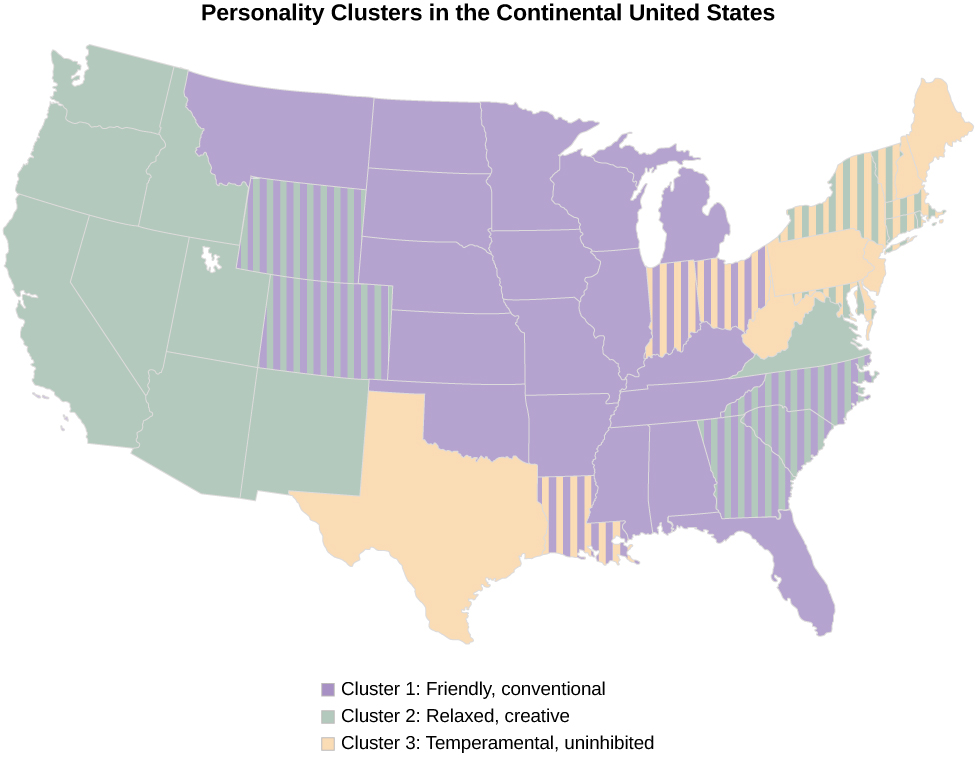 Personality Clusters in the Continental United States
Cluster 1: Friendly, conventional
Cluster 2: Relaxed, creative
Cluster 3: Temperamental, uninhibited